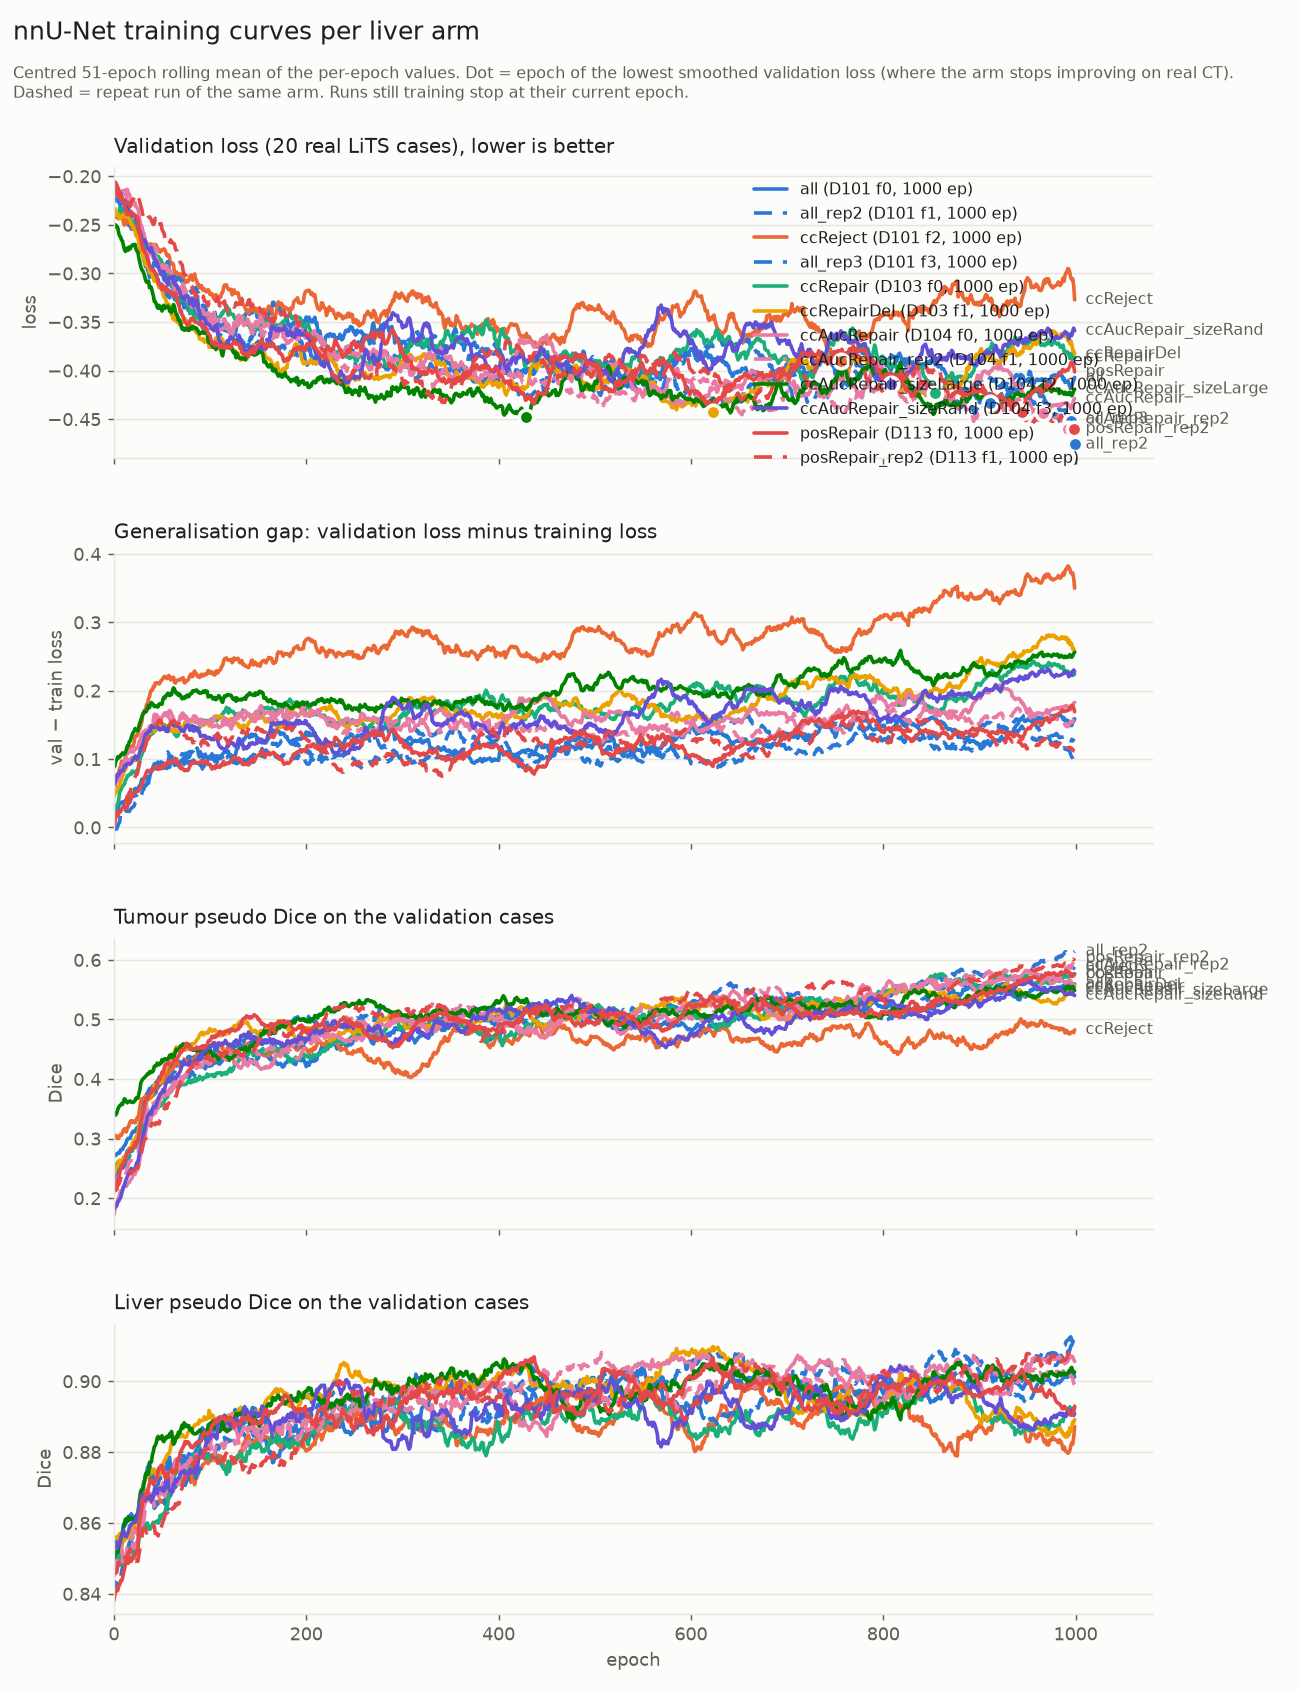 nnU-Net training curves per liver arm
Centred 51-epoch rolling mean of the per-epoch values. Dot = epoch of the lowest smoothed validation loss (where the arm stops improving on real CT).
Dashed = repeat run of the same arm. Runs still training stop at their current epoch.
Validation loss (20 real LiTS cases), lower is better
−0.20
−0.25
−0.30
−0.35
−0.40
−0.45
loss
all (D101 f0, 1000 ep)
all_rep2 (D101 f1, 1000 ep)
ccReject (D101 f2, 1000 ep)
all_rep3 (D101 f3, 1000 ep)
ccRepair (D103 f0, 1000 ep)
ccRepairDel (D103 f1, 1000 ep)
ccAucRepair (D104 f0, 1000 ep)
ccAucRepair_rep2 (D104 f1, 1000 ep)
ccAucRepair_sizeLarge (D104 f2, 1000 ep)
ccAucRepair_sizeRand (D104 f3, 1000 ep)
posRepair (D113 f0, 1000 ep)
posRepair_rep2 (D113 f1, 1000 ep)
ccReject
ccAucRepair_sizeRand
ccRepairDel
posRepair
ccAucRepair_sizeLarge
ccAucRepair
ccAucRepair_rep2
posRepair_rep2
all_rep2
Generalisation gap: validation loss minus training loss
0.4
0.3
0.2
0.1
0.0
val − train loss
Tumour pseudo Dice on the validation cases
0.6
0.5
0.4
0.3
0.2
Dice
all_rep2
posRepair_rep2
ccAucRepair_rep2
ccAucRepair_sizeLarge
ccAucRepair_sizeRand
ccReject
Liver pseudo Dice on the validation cases
0.90
0.88
0.86
0.84
Dice
0
200
400
600
800
1000
epoch